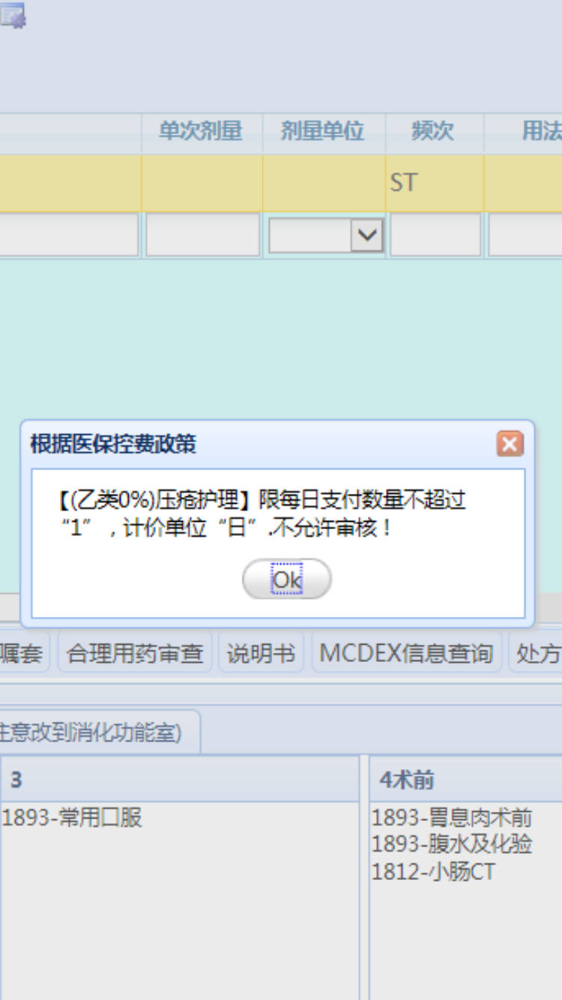 单次剂量 剂量单位 频次 用法
ST
根据医保控费政策
【(乙类0%)压疮护理】限每日支付数量不超过
“1”，计价单位“日”.不允许审核！
Ok
嘱套 合理用药审查 说明书 MCDEX信息查询 处方
注意改到消化功能室)
3 4术前
1893-常用口服 1893-胃息肉术前
1893-腹水及化验
1812-小肠CT